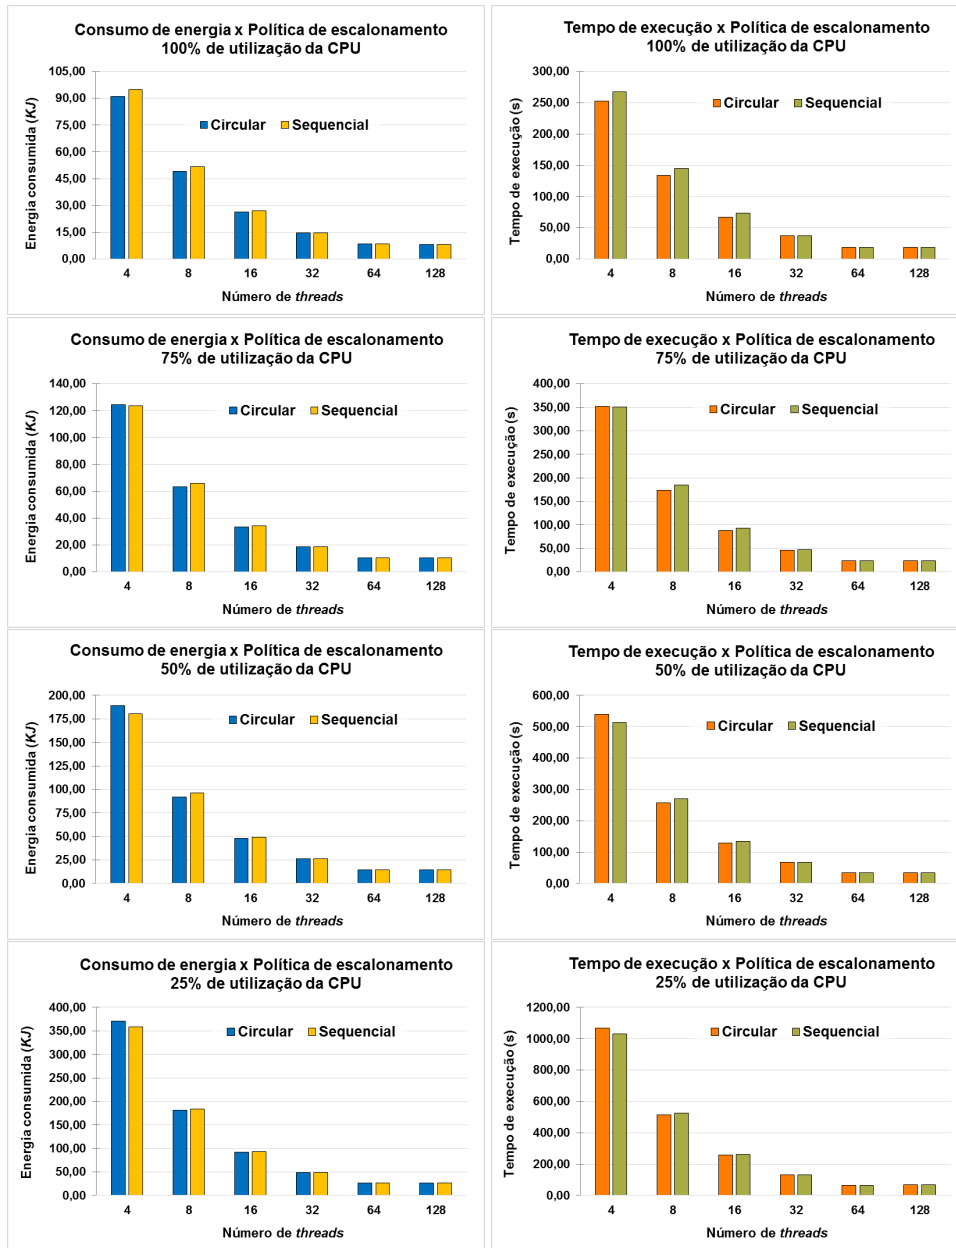 Consumo de energia x Política de escalonamento
100% de utilização da CPU
Energia consumida (KJ)
105,00
90,00
75,00
60,00
45,00
30,00
15,00
0,00
Circular Sequencial
4 8 16 32 64 128
Número de threads
Tempo de execução x Política de escalonamento
100% de utilização da CPU
Tempo de execução (s)
300,00
250,00
200,00
150,00
100,00
50,00
0,00
Circular Sequencial
4 8 16 32 64 128
Número de threads
Consumo de energia x Política de escalonamento
75% de utilização da CPU
Energia consumida (KJ)
140,00
120,00
100,00
80,00
60,00
40,00
20,00
0,00
Circular Sequencial
4 8 16 32 64 128
Número de threads
Tempo de execução x Política de escalonamento
75% de utilização da CPU
Tempo de execução (s)
400,00
350,00
300,00
250,00
200,00
150,00
100,00
50,00
0,00
Circular Sequencial
4 8 16 32 64 128
Número de threads
Consumo de energia x Política de escalonamento
50% de utilização da CPU
Energia consumida (KJ)
200,00
175,00
150,00
125,00
100,00
75,00
50,00
25,00
0,00
Circular Sequencial
4 8 16 32 64 128
Número de threads
Tempo de execução x Política de escalonamento
50% de utilização da CPU
Tempo de execução (s)
600,00
500,00
400,00
300,00
200,00
100,00
0,00
Circular Sequencial
4 8 16 32 64 128
Número de threads
Consumo de energia x Política de escalonamento
25% de utilização da CPU
Energia consumida (KJ)
400,00
350,00
300,00
250,00
200,00
150,00
100,00
50,00
0,00
Circular Sequencial
4 8 16 32 64 128
Número de threads
Tempo de execução x Política de escalonamento
25% de utilização da CPU
Tempo de execução (s)
1200,00
1000,00
800,00
600,00
400,00
200,00
0,00
Circular Sequencial
4 8 16 32 64 128
Número de threads